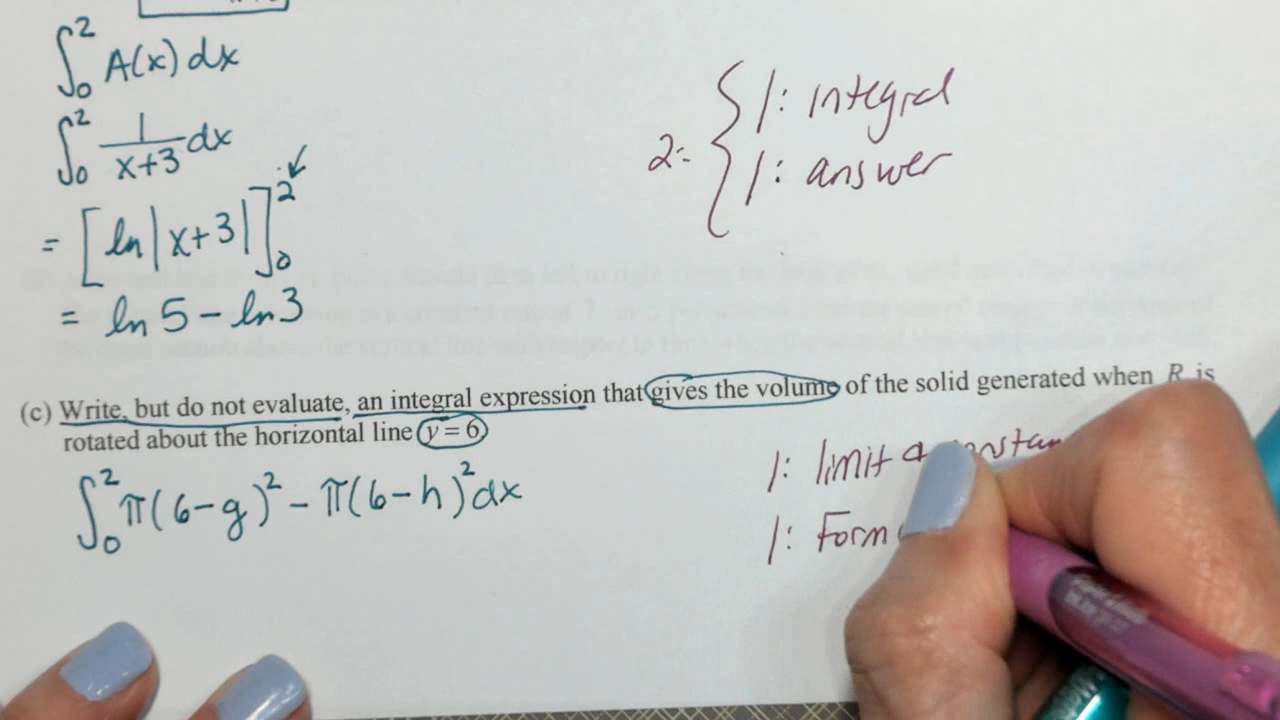 ∫₀² A(x) dx
∫₀² 1/(x+3) dx
= [ln|x+3|]₀²
= ln 5 − ln 3
2: { 1: integral
1: answer
(c) Write, but do not evaluate, an integral expression that gives the volume of the solid generated when R is
rotated about the horizontal line y = 6
∫₀² π(6−g)² − π(6−h)² dx
1: limit
1: Form